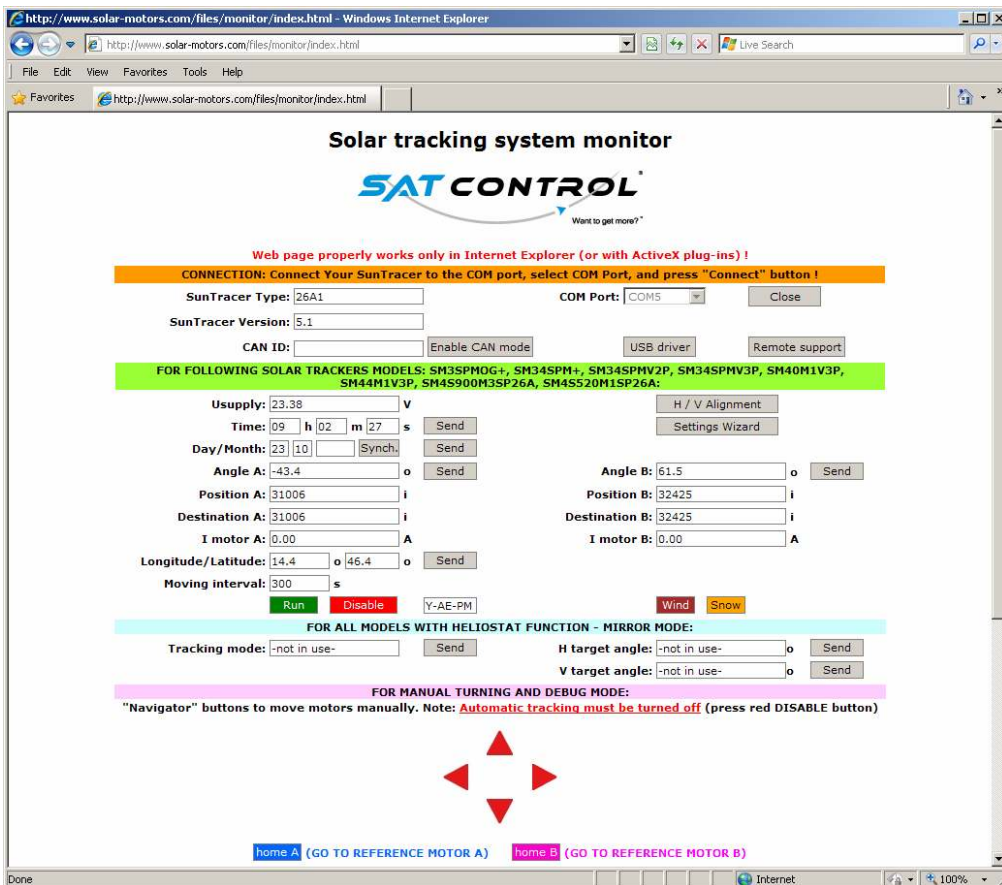 http://www.solar-motors.com/files/monitor/index.html - Windows Internet Explorer
http://www.solar-motors.com/files/monitor/index.html Live Search
File Edit View Favorites Tools Help
Favorites http://www.solar-motors.com/files/monitor/index.html
Solar tracking system monitor
SAT CONTROL
Want to get more?
Web page properly works only in Internet Explorer (or with ActiveX plug-ins) !
CONNECTION: Connect Your SunTracer to the COM port, select COM Port, and press "Connect" button !
SunTracer Type: 26A1 COM Port: COM5 Close
SunTracer Version: 5.1
CAN ID: Enable CAN mode USB driver Remote support
FOR FOLLOWING SOLAR TRACKERS MODELS: SM3SPMOG+, SM34SPM+, SM34SPMV2P, SM34SPMV3P, SM40M1V3P,
SM44M1V3P, SM4S900M3SP26A, SM4S520M1SP26A:
Usupply: 23.38 V H / V Alignment
Time: 09 h 02 m 27 s Send Settings Wizard
Day/Month: 23 10 Synch. Send
Angle A: -43.4 o Send Angle B: 61.5 o Send
Position A: 31006 i Position B: 32425 i
Destination A: 31006 i Destination B: 32425 i
I motor A: 0.00 A I motor B: 0.00 A
Longitude/Latitude: 14.4 o 46.4 o Send
Moving interval: 300 s
Run Disable Y-AE-PM Wind Snow
FOR ALL MODELS WITH HELIOSTAT FUNCTION - MIRROR MODE:
Tracking mode: -not in use- Send H target angle: -not in use- o Send
V target angle: -not in use- o Send
FOR MANUAL TURNING AND DEBUG MODE:
"Navigator" buttons to move motors manually. Note: Automatic tracking must be turned off (press red DISABLE button)
home A (GO TO REFERENCE MOTOR A) home B (GO TO REFERENCE MOTOR B)
Done Internet 100%